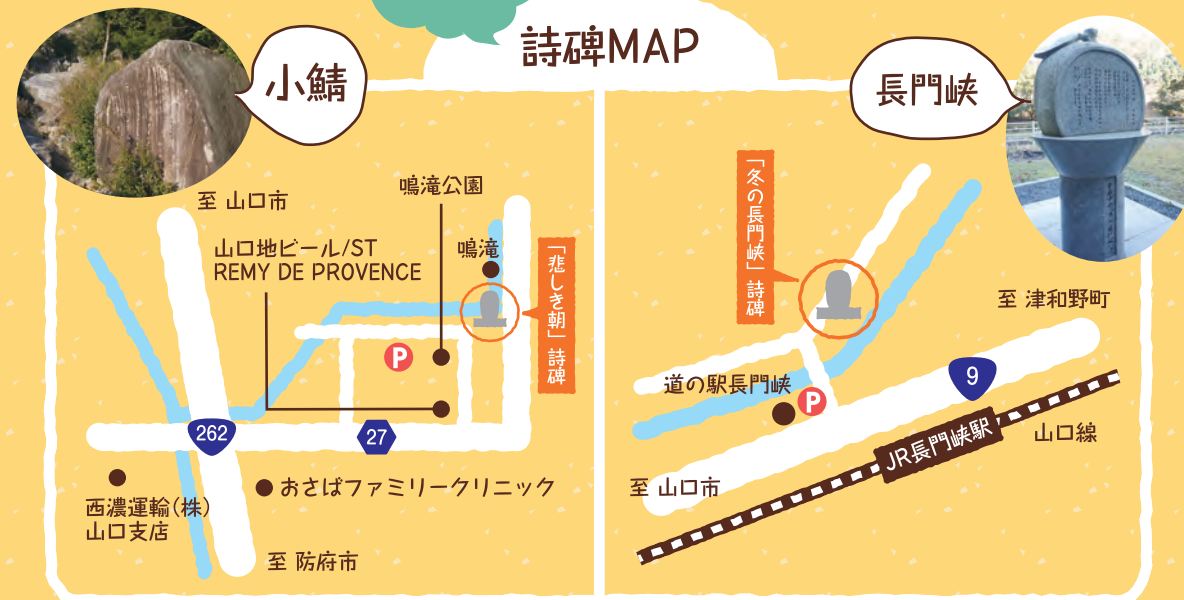 詩碑MAP
小鯖
長門峡
至 山口市
鳴滝公園
山口地ビール/ST
REMY DE PROVENCE
鳴滝
「悲しき朝」詩碑
P
262
27
西濃運輸(株)
山口支店
おさばファミリークリニック
至 防府市
「冬の長門峡」詩碑
至 津和野町
道の駅長門峡
P
9
JR長門峡駅
山口線
至 山口市